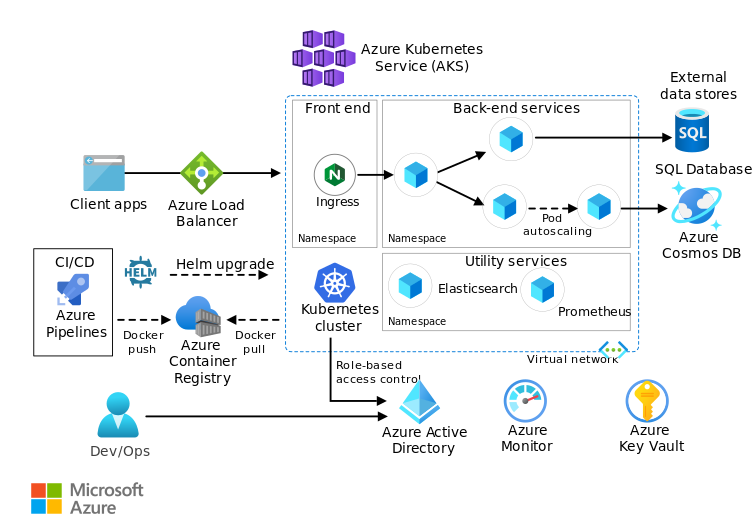 Azure Kubernetes
Service (AKS)
External
data stores
Front end
Back-end services
SQL
SQL Database
Client apps
Azure Load
Balancer
Ingress
Pod
autoscaling
Azure
Cosmos DB
Namespace
Namespace
CI/CD
Azure
Pipelines
HELM
Helm upgrade
Utility services
Elasticsearch
Prometheus
Namespace
Kubernetes
cluster
Docker
push
Azure
Container
Registry
Docker
pull
Virtual network
Role-based
access control
Azure Active
Directory
Azure
Monitor
Azure
Key Vault
Dev/Ops
Microsoft
Azure